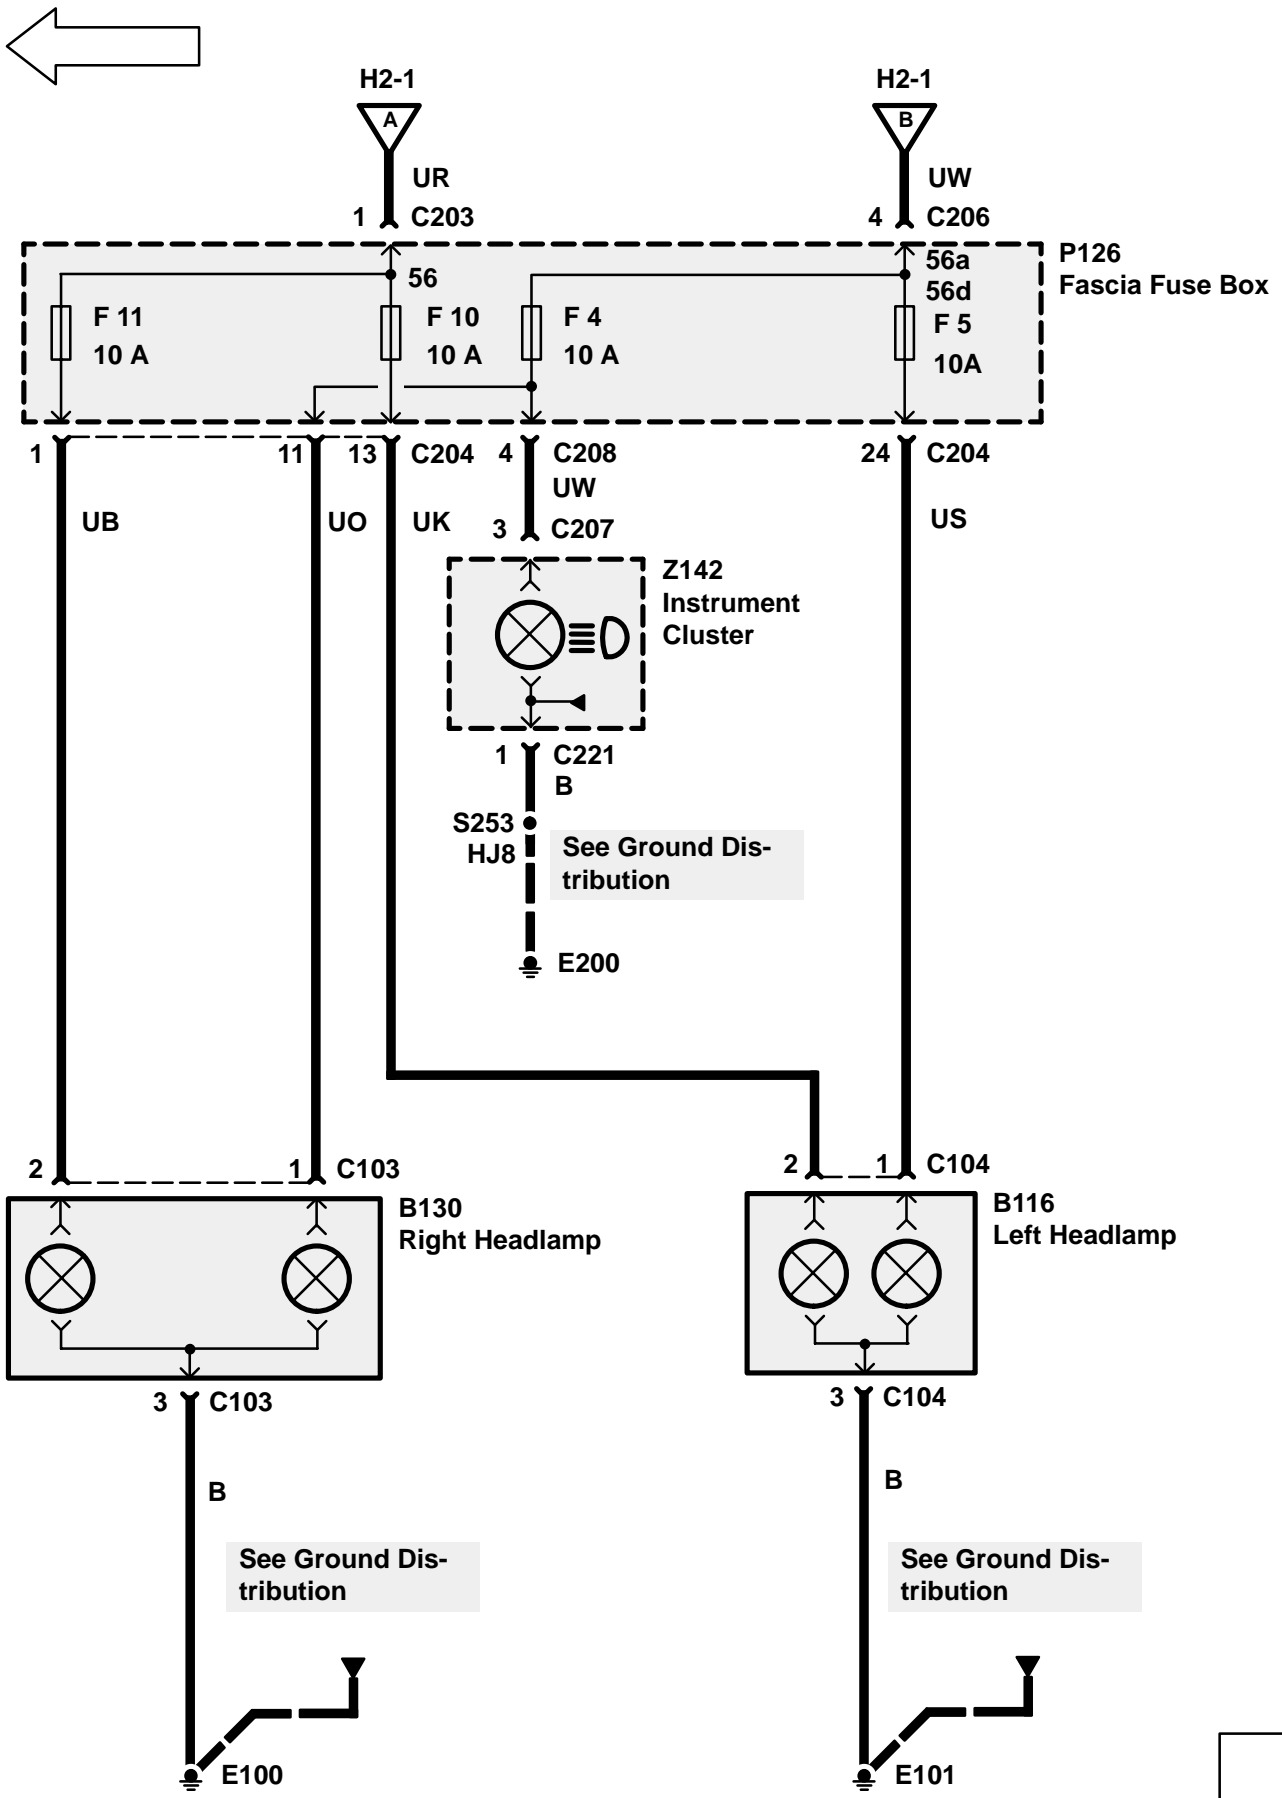 H2-1
H2-1
A
B
UR
UW
1 C203
4 C206
P126
Fascia Fuse Box
56
56a
56d
F 11
10 A
F 10
10 A
F 4
10 A
F 5
10A
1
11
13 C204
4 C208
24 C204
UW
UB
UO
UK
US
3 C207
Z142
Instrument
Cluster
1 C221
B
S253
HJ8
See Ground Dis-
tribution
E200
2
1 C103
2
1 C104
B130
Right Headlamp
B116
Left Headlamp
3 C103
3 C104
B
B
See Ground Dis-
tribution
See Ground Dis-
tribution
E100
E101